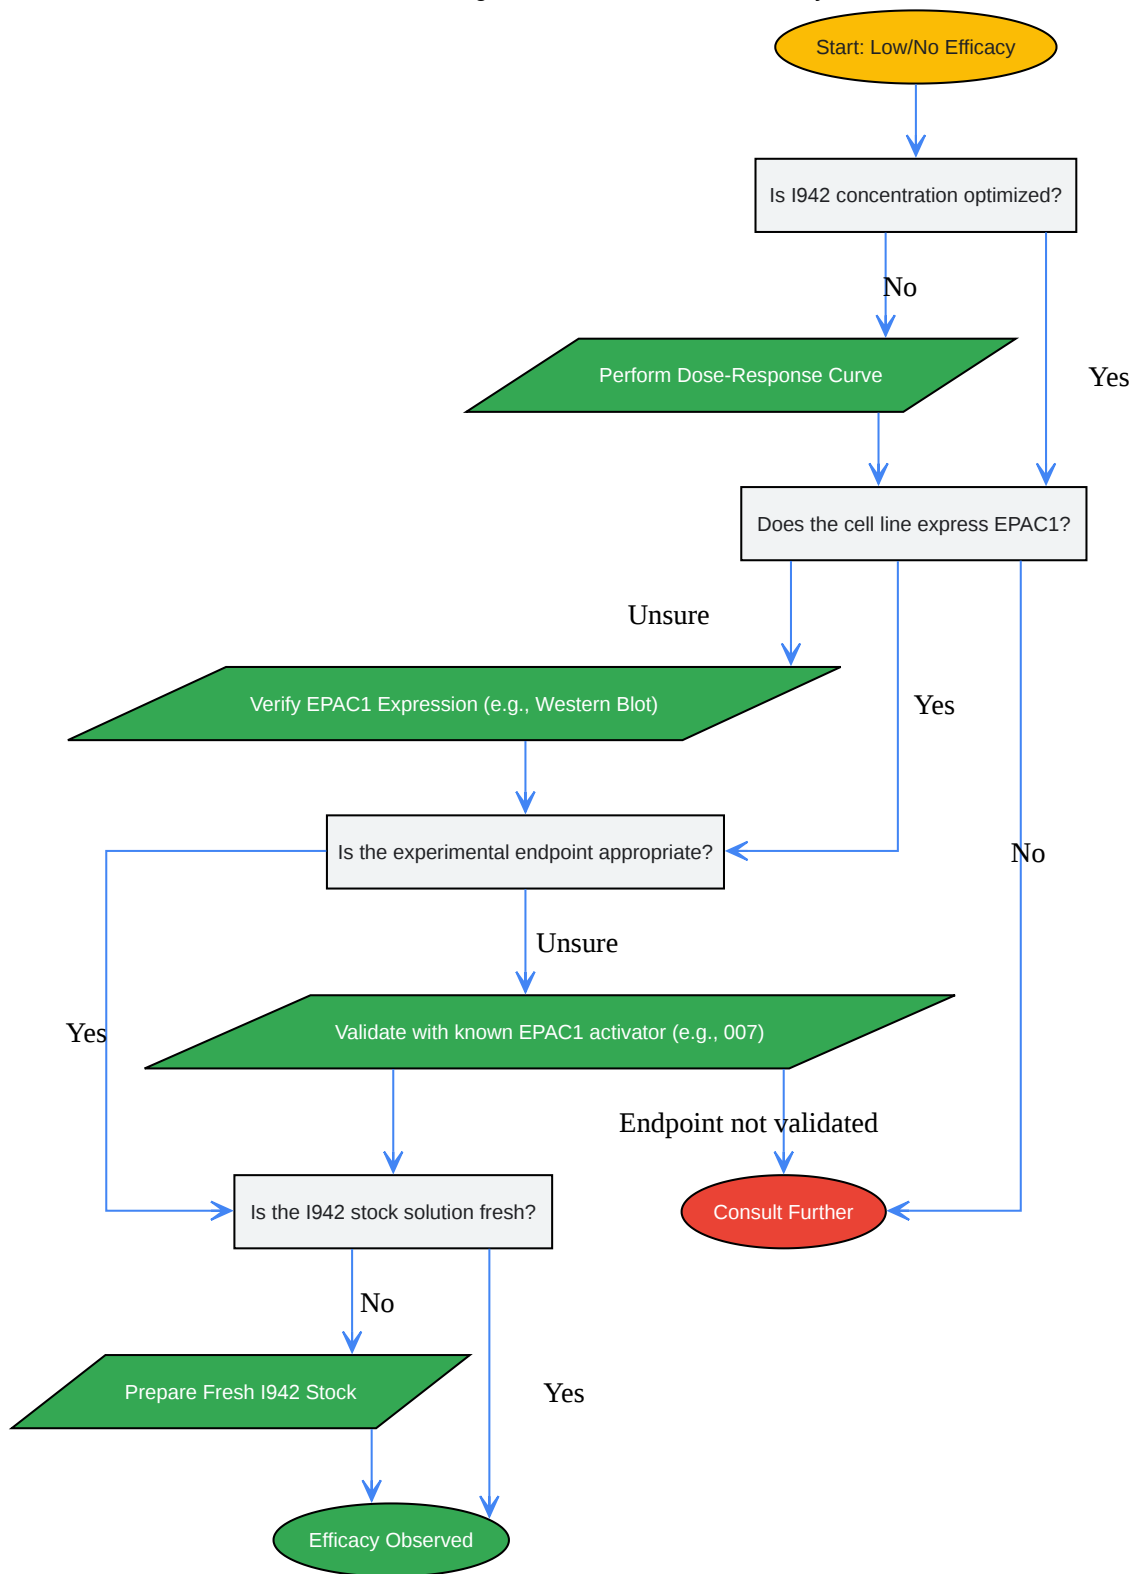 Start: Low/No Efficacy
Is I942 concentration optimized?
No
Perform Dose-Response Curve
Yes
Does the cell line express EPAC1?
Unsure
Verify EPAC1 Expression (e.g., Western Blot)
Yes
Is the experimental endpoint appropriate?
No
Unsure
Validate with known EPAC1 activator (e.g., 007)
Yes
Endpoint not validated
Is the I942 stock solution fresh?
Consult Further
No
Prepare Fresh I942 Stock
Yes
Efficacy Observed